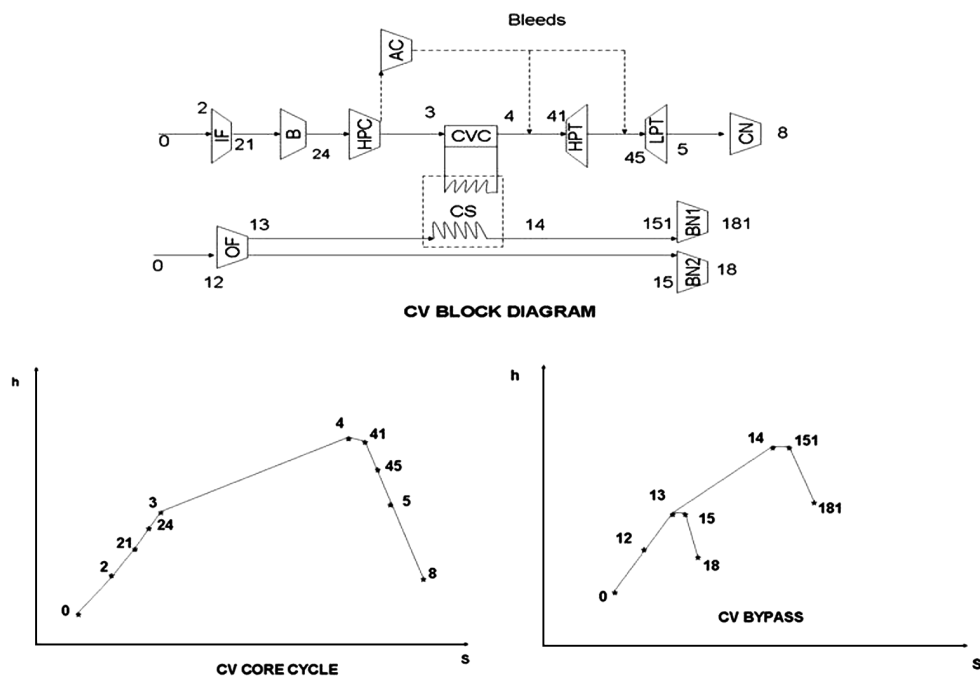 Bleeds
AC
2 3 4 41
0 IF 21 B 24 HPC CVC HPT 45 LPT 5 CN 8
CS
13 14 151 BN1 181
0 12 OF 15 BN2 18
CV BLOCK DIAGRAM
h
4
41
45
3
5
24
21
2
8
0
S
CV CORE CYCLE
h
14 151
13
15
181
12
18
0
CV BYPASS
S